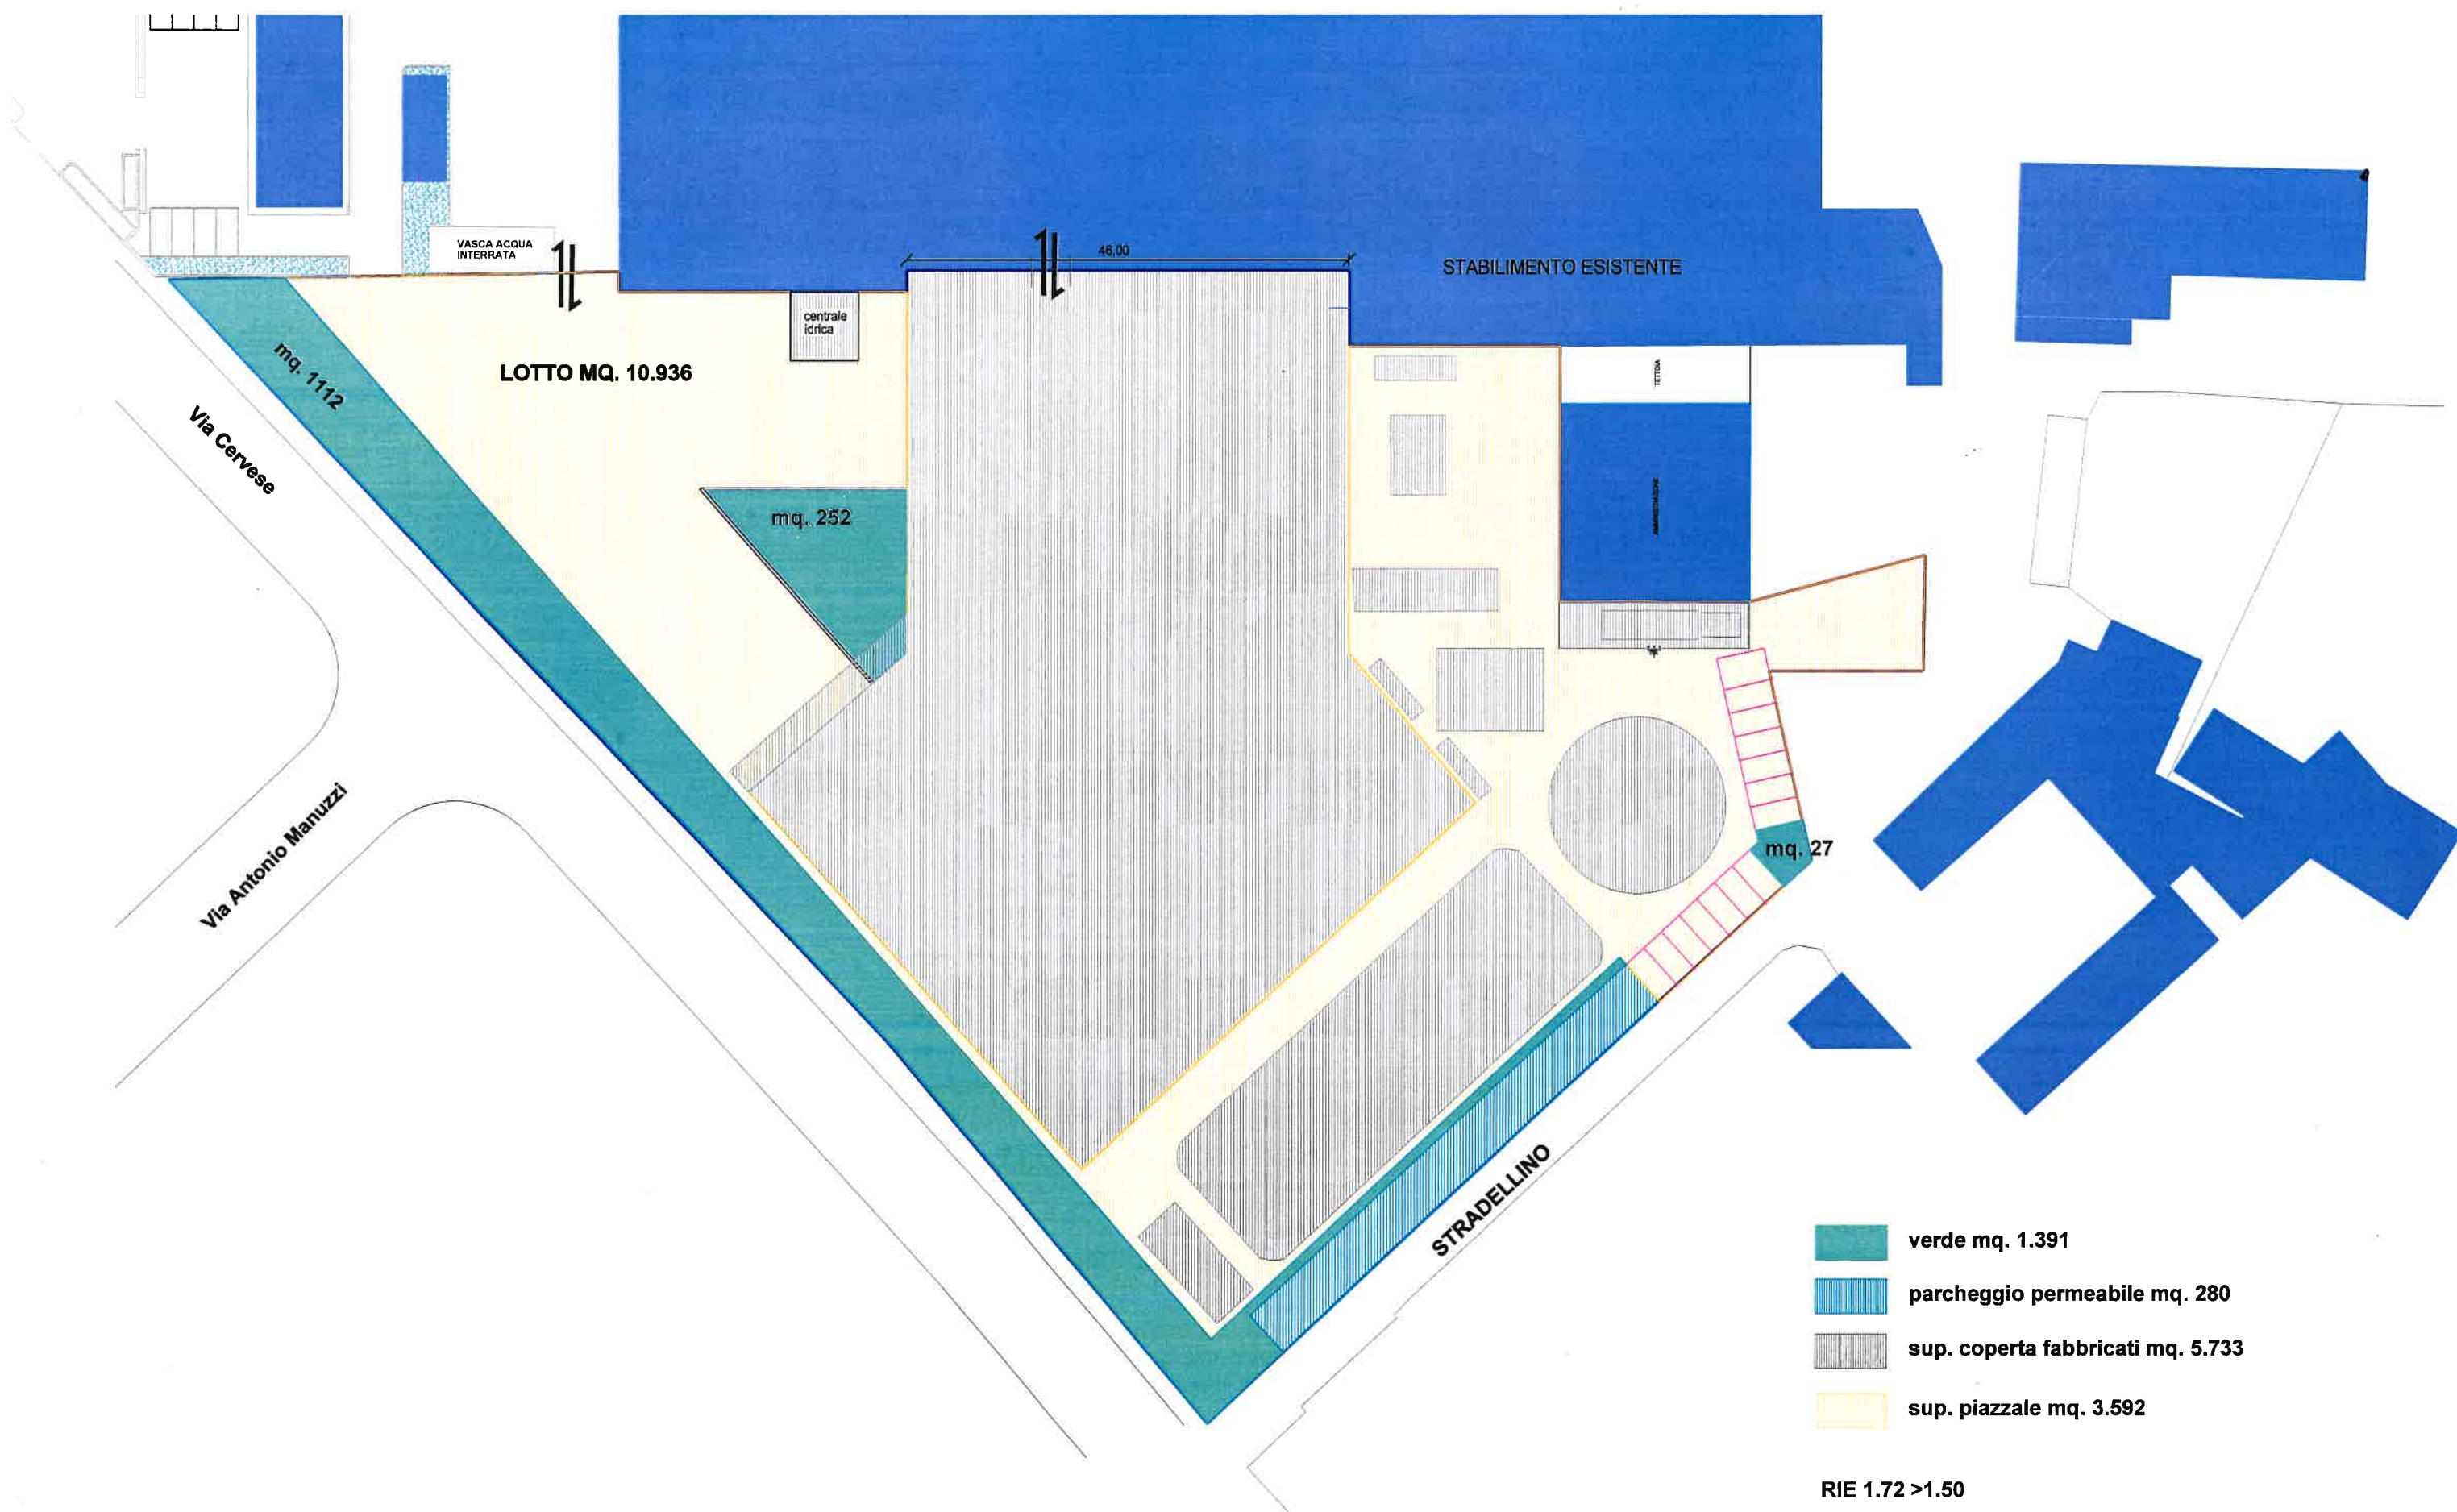 VASCA ACQUA
INTERRATA
46.00
STABILIMENTO ESISTENTE
centrale
idrica
LOTTO MQ. 10.936
mq. 1112
TETTOIA
Via Cervese
mq. 252
mq. 27
Via Antonio Manuzzi
STRADELLINO
verde mq. 1.391
parcheggio permeabile mq. 280
sup. coperta fabbricati mq. 5.733
sup. piazzale mq. 3.592
RIE 1.72 >1.50